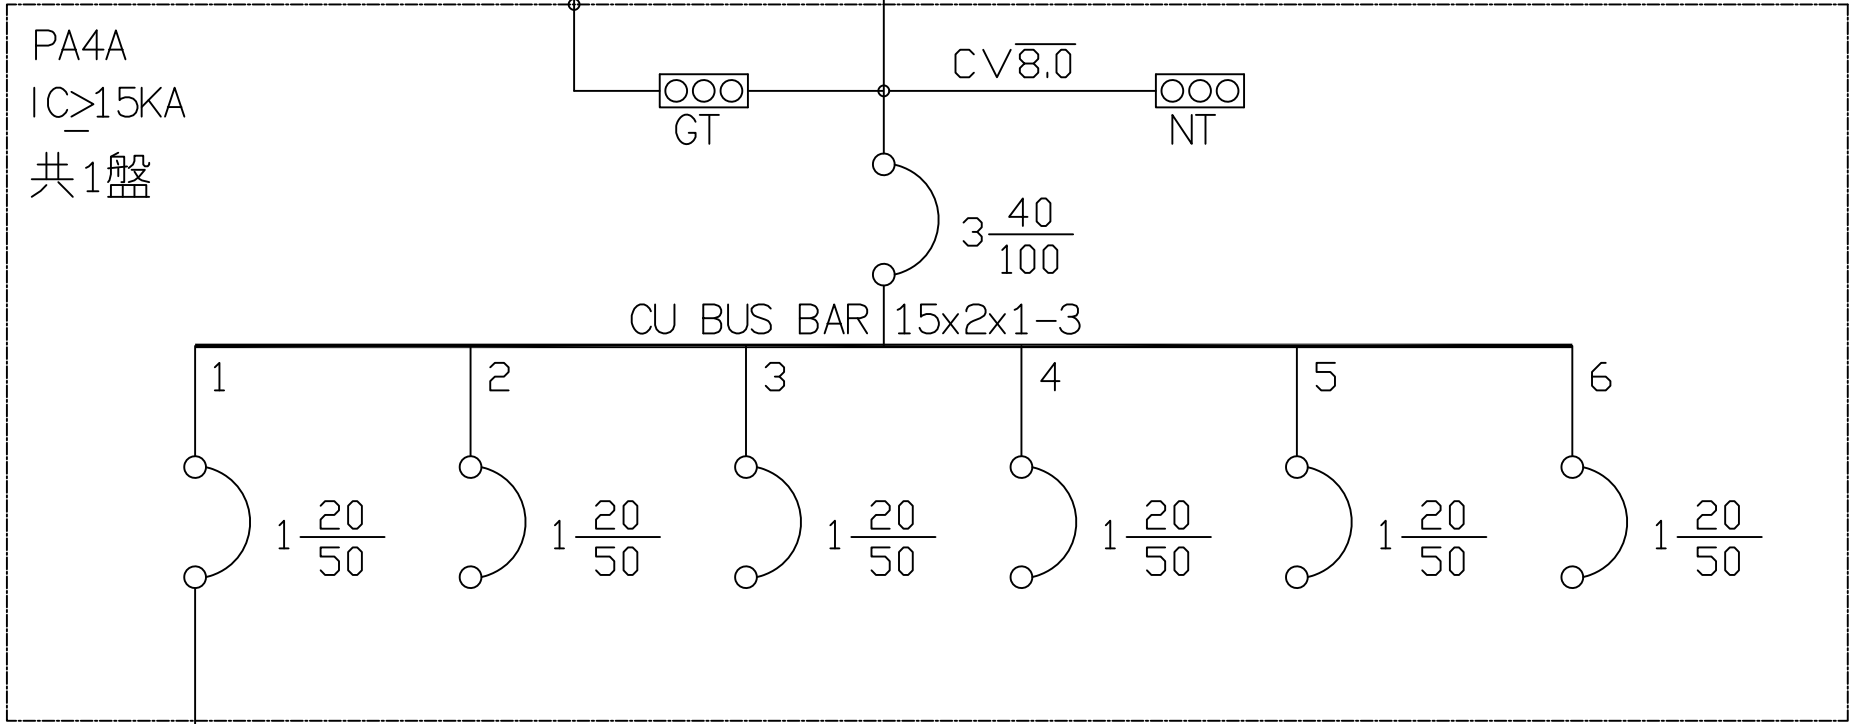 PA4A
IC≥15KA
共1盤
CV8.0
GT
NT
3 40/100
CU BUS BAR 15x2x1-3
1
2
3
4
5
6
1 20/50
1 20/50
1 20/50
1 20/50
1 20/50
1 20/50